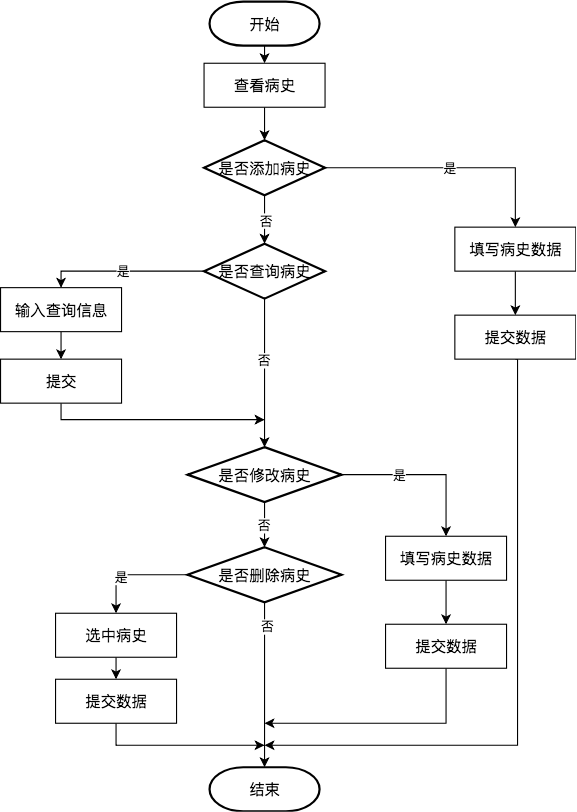 开始
查看病史
是否添加病史
是
否
填写病史数据
是否查询病史
是
输入查询信息
提交数据
否
提交
是否修改病史
是
否
填写病史数据
是否删除病史
是
否
选中病史
提交数据
提交数据
结束